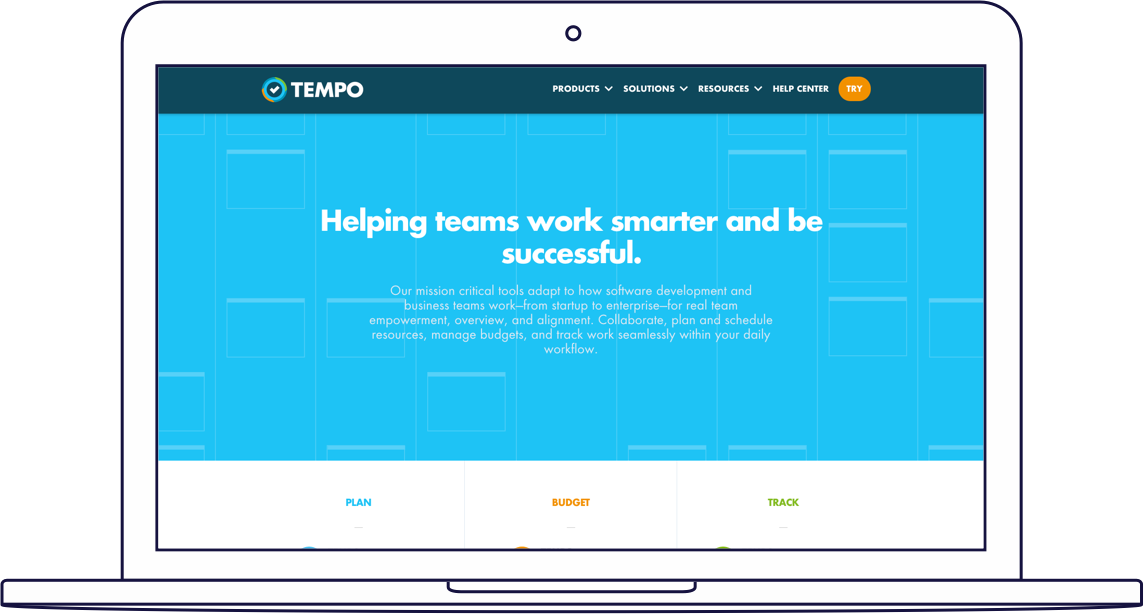 TEMPO
PRODUCTS SOLUTIONS RESOURCES HELP CENTER TRY
Helping teams work smarter and be
successful.
Our mission critical tools adapt to how software development and
business teams work—from startup to enterprise—for real team
empowerment, overview, and alignment. Collaborate, plan and schedule
resources, manage budgets, and track work seamlessly within your daily
workflow.
PLAN BUDGET TRACK